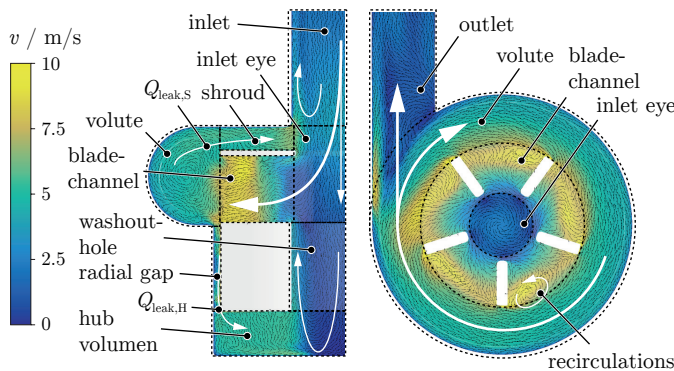 v / m/s
10
7.5
5
2.5
0
inlet
inlet eye
Q_leak,S shroud
volute
blade-
channel
washout-
hole
radial gap
Q_leak,H
hub
volumen
outlet
volute
blade-
channel
inlet eye
recirculations